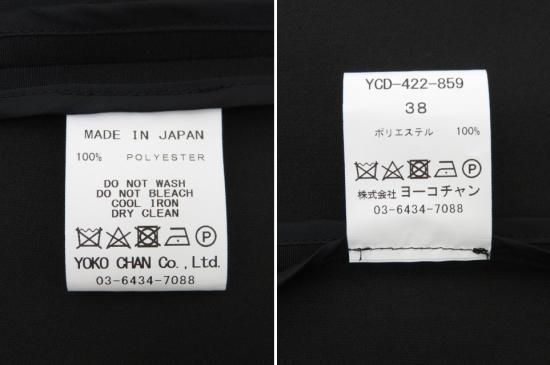 MADE IN JAPAN
100% POLYESTER
DO NOT WASH
DO NOT BLEACH
COOL IRON
DRY CLEAN
P
YOKO CHAN Co., Ltd.
03-6434-7088
YCD-422-859
38
ポリエステル 100%
P
株式会社 ヨーコチャン
03-6434-7088